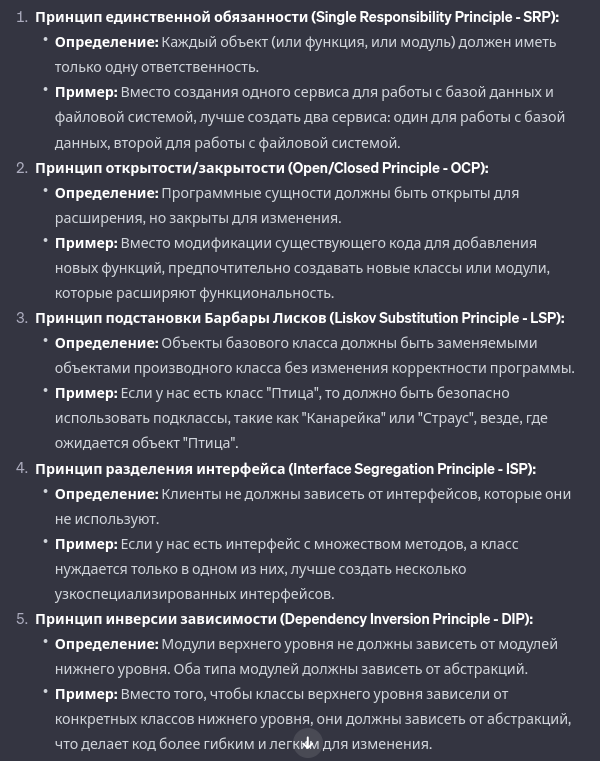 1. Принцип единственной обязанности (Single Responsibility Principle - SRP):
• Определение: Каждый объект (или функция, или модуль) должен иметь
только одну ответственность.
• Пример: Вместо создания одного сервиса для работы с базой данных и
файловой системой, лучше создать два сервиса: один для работы с базой
данных, второй для работы с файловой системой.
2. Принцип открытости/закрытости (Open/Closed Principle - OCP):
• Определение: Программные сущности должны быть открыты для
расширения, но закрыты для изменения.
• Пример: Вместо модификации существующего кода для добавления
новых функций, предпочтительно создавать новые классы или модули,
которые расширяют функциональность.
3. Принцип подстановки Барбары Лисков (Liskov Substitution Principle - LSP):
• Определение: Объекты базового класса должны быть заменяемыми
объектами производного класса без изменения корректности программы.
• Пример: Если у нас есть класс "Птица", то должно быть безопасно
использовать подклассы, такие как "Канарейка" или "Страус", везде, где
ожидается объект "Птица".
4. Принцип разделения интерфейса (Interface Segregation Principle - ISP):
• Определение: Клиенты не должны зависеть от интерфейсов, которые они
не используют.
• Пример: Если у нас есть интерфейс с множеством методов, а класс
нуждается только в одном из них, лучше создать несколько
узкоспециализированных интерфейсов.
5. Принцип инверсии зависимости (Dependency Inversion Principle - DIP):
• Определение: Модули верхнего уровня не должны зависеть от модулей
нижнего уровня. Оба типа модулей должны зависеть от абстракций.
• Пример: Вместо того, чтобы классы верхнего уровня зависели от
конкретных классов нижнего уровня, они должны зависеть от абстракций,
что делает код более гибким и легким для изменения.